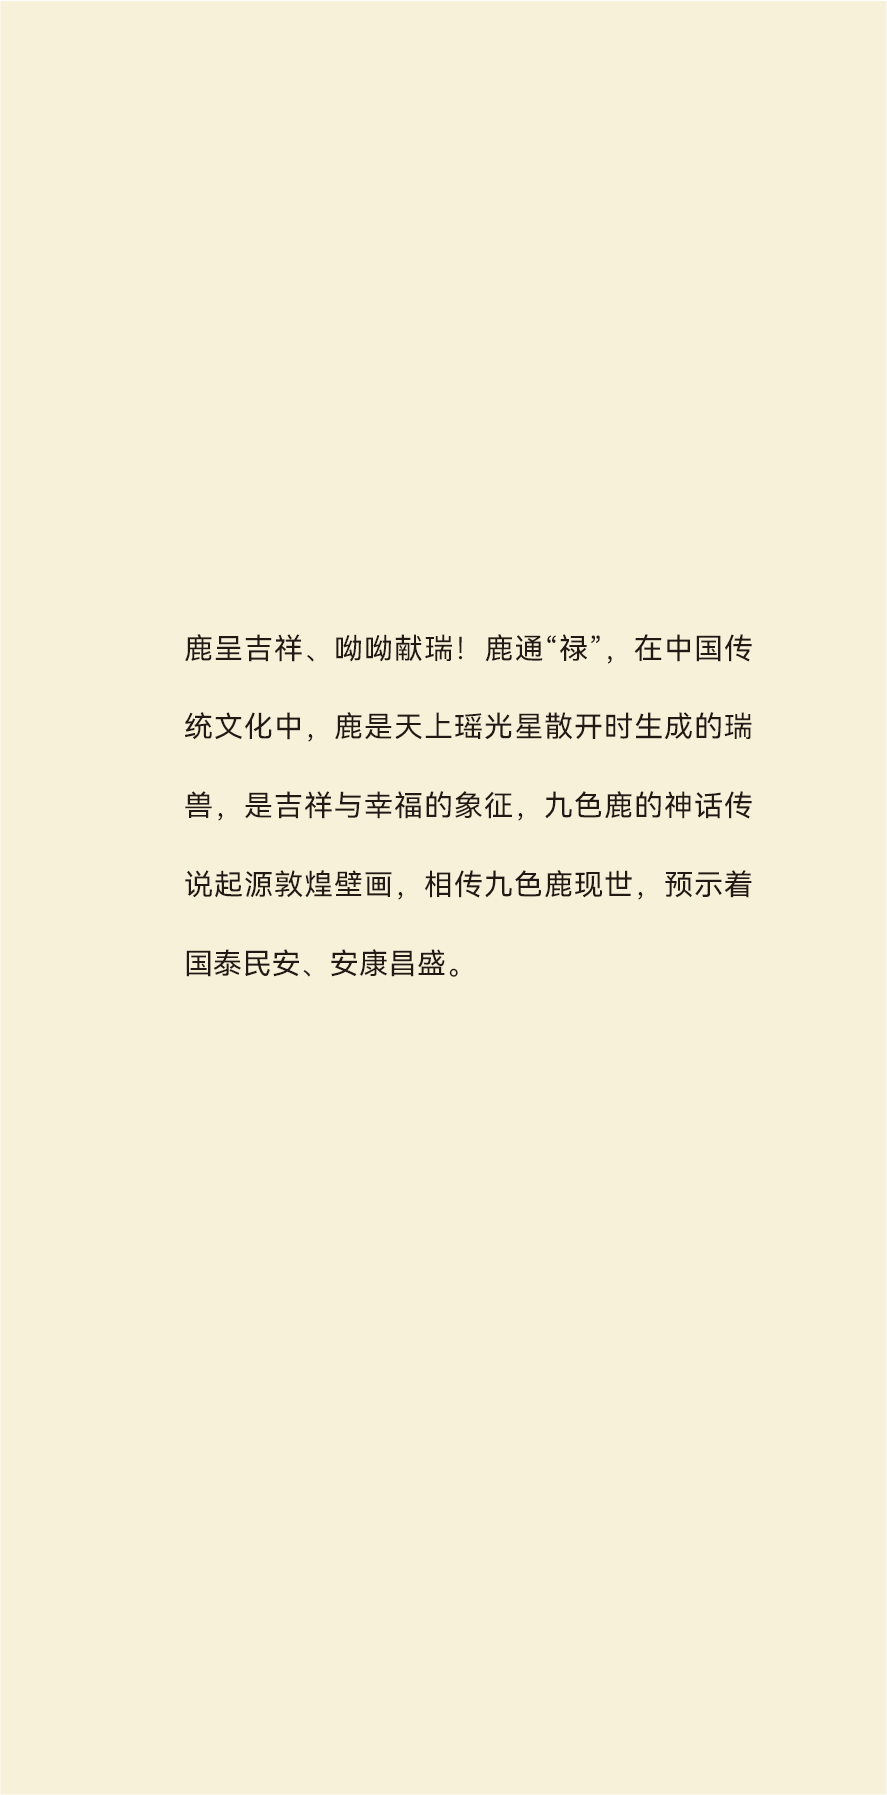 鹿呈吉祥、呦呦献瑞！鹿通“禄”，在中国传
统文化中，鹿是天上瑶光星散开时生成的瑞
兽，是吉祥与幸福的象征，九色鹿的神话传
说起源敦煌壁画，相传九色鹿现世，预示着
国泰民安、安康昌盛。